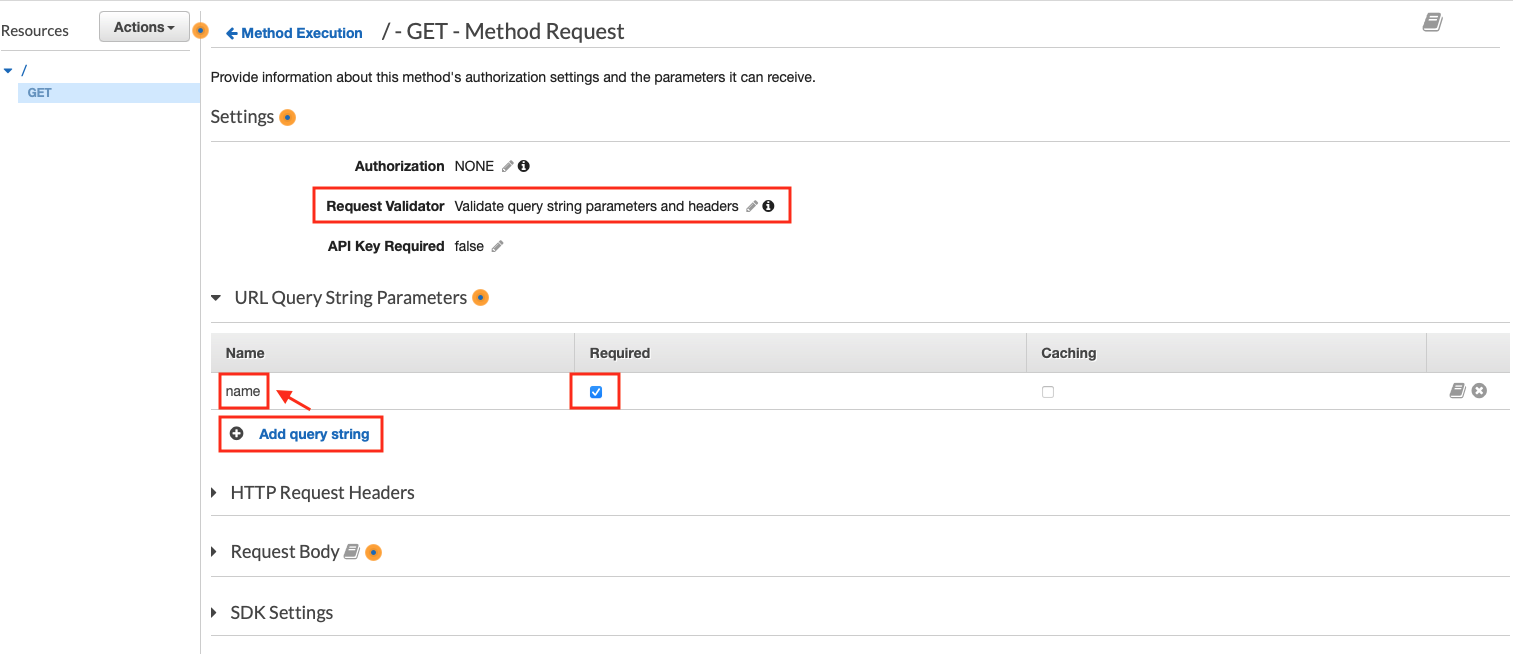 Resources
Actions
Method Execution / - GET - Method Request
/
GET
Provide information about this method's authorization settings and the parameters it can receive.
Settings
Authorization NONE
Request Validator Validate query string parameters and headers
API Key Required false
URL Query String Parameters
Name Required Caching
name
Add query string
HTTP Request Headers
Request Body
SDK Settings